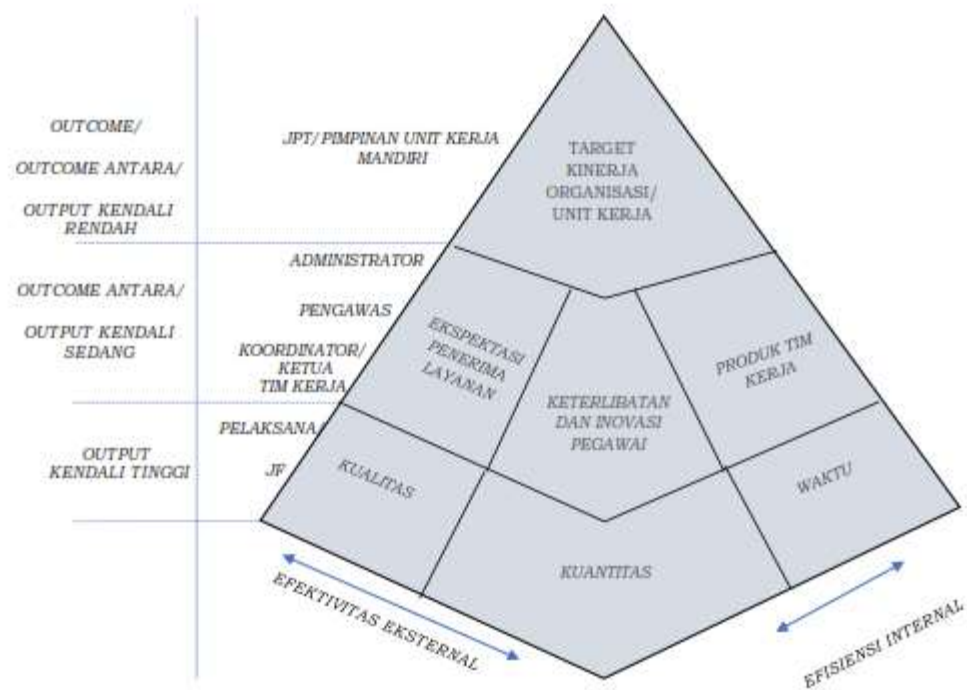 OUTCOME/
OUTCOME ANTARA/
OUTPUT KENDALI
RENDAH
JPT/PIMPINAN UNIT KERJA
MANDIRI
TARGET
KINERJA
ORGANISASI/
UNIT KERJA
OUTCOME ANTARA/
OUTPUT KENDALI
SEDANG
ADMINISTRATOR
PENGAWAS
KOORDINATOR/
KETUA
TIM KERJA
EKSPEKTASI
PENERIMA
LAYANAN
KETERLIBATAN
DAN INOVASI
PEGAWAI
PRODUK TIM
KERJA
OUTPUT
KENDALI TINGGI
PELAKSANA/
JF
KUALITAS
KUANTITAS
WAKTU
EFEKTIVITAS EKSTERNAL
EFISIENSI INTERNAL